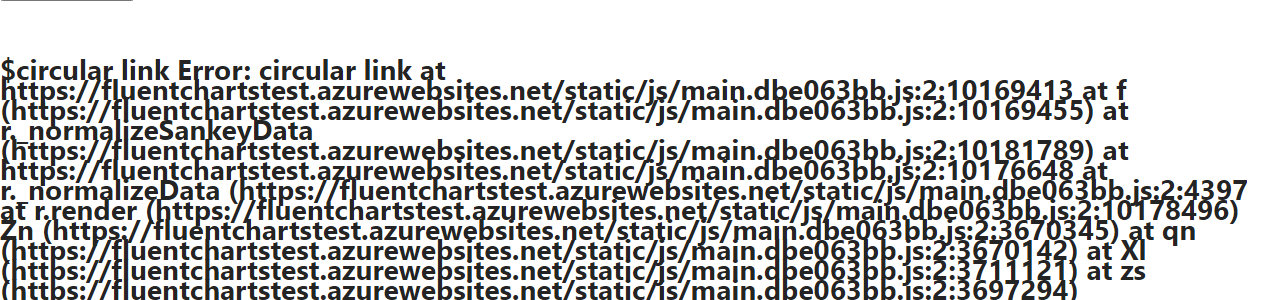 $circular link Error: circular link at
https://fluentchartstest.azurewebsites.net/static/js/main.dbe063bb.js:2:10169413 at f
(https://fluentchartstest.azurewebsites.net/static/js/main.dbe063bb.js:2:10169455) at
r._normalizeSankeyData
(https://fluentchartstest.azurewebsites.net/static/js/main.dbe063bb.js:2:10181789) at
https://fluentchartstest.azurewebsites.net/static/js/main.dbe063bb.js:2:10176648 at
r._normalizeData (https://fluentchartstest.azurewebsites.net/static/js/main.dbe063bb.js:2:4397
at r.render (https://fluentchartstest.azurewebsites.net/static/js/main.dbe063bb.js:2:10178496)
Zn (https://fluentchartstest.azurewebsites.net/static/js/main.dbe063bb.js:2:3670345) at qn
(https://fluentchartstest.azurewebsites.net/static/js/main.dbe063bb.js:2:3670142) at Xl
(https://fluentchartstest.azurewebsites.net/static/js/main.dbe063bb.js:2:3711121) at zs
(https://fluentchartstest.azurewebsites.net/static/js/main.dbe063bb.js:2:3697294)